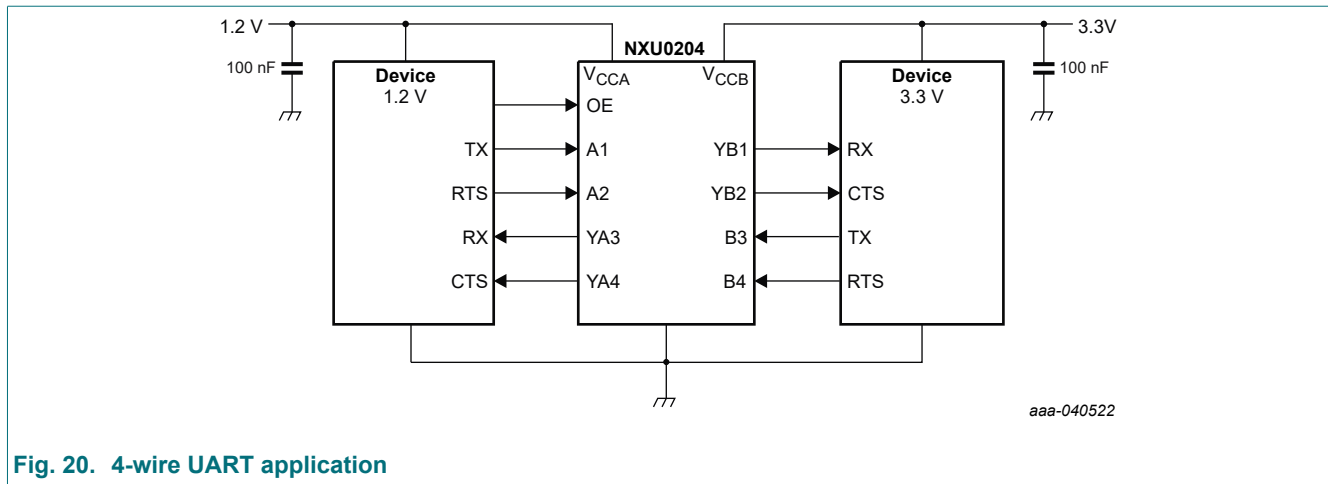 1.2 V
3.3V
NXU0204
100 nF
Device
1.2 V
VCCA
VCCB
Device
3.3 V
100 nF
OE
TX
A1
YB1
RX
RTS
A2
YB2
CTS
RX
YA3
B3
TX
CTS
YA4
B4
RTS
aaa-040522
Fig. 20. 4-wire UART application